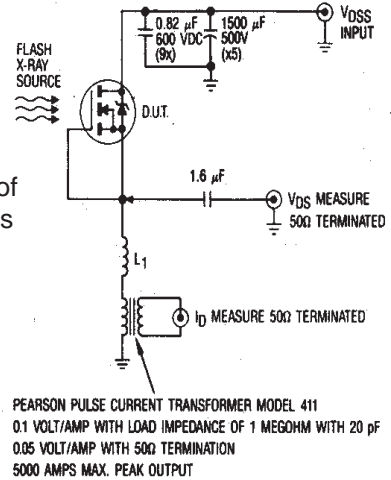 0.82 µF
600 VDC
(9x)
1500 µF
500V
(x5)
VDSS
INPUT
FLASH
X-RAY
SOURCE
D.U.T.
of
s
1.6 µF
VDS MEASURE
50Ω TERMINATED
L1
ID MEASURE 50Ω TERMINATED
PEARSON PULSE CURRENT TRANSFORMER MODEL 411
0.1 VOLT/AMP WITH LOAD IMPEDANCE OF 1 MEGOHM WITH 20 pF
0.05 VOLT/AMP WITH 50Ω TERMINATION
5000 AMPS MAX. PEAK OUTPUT